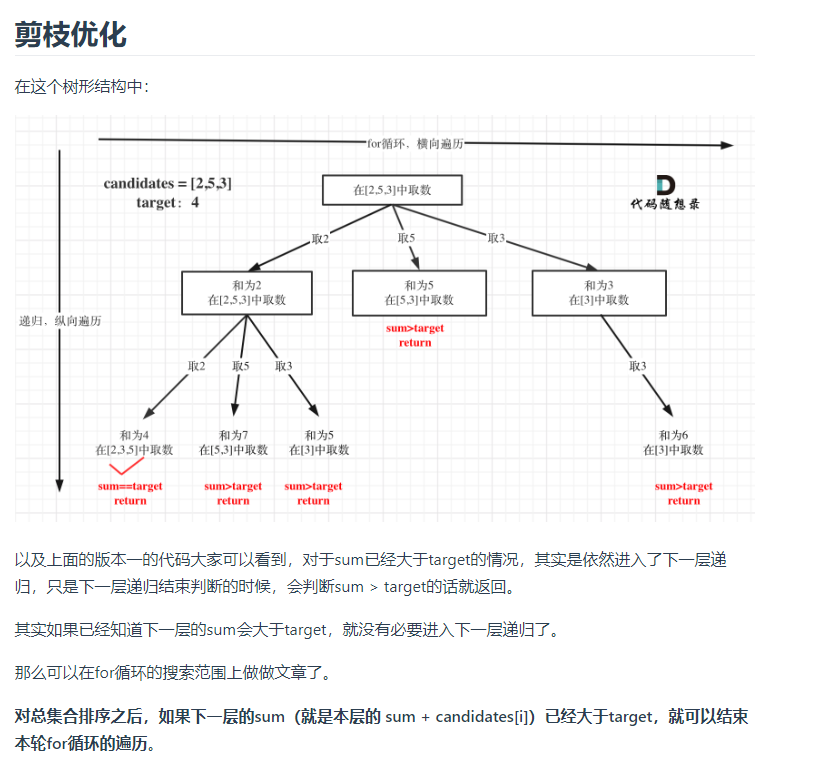 剪枝优化
在这个树形结构中：
for循环，横向遍历
candidates = [2,5,3]
target：4
在[2,5,3]中取数
代码随想录
取2
取5
取3
和为2
在[2,5,3]中取数
和为5
在[5,3]中取数
和为3
在[3]中取数
递归，纵向遍历
sum>target
return
取2
取5
取3
取3
和为4
在[2,3,5]中取数
和为7
在[5,3]中取数
和为5
在[3]中取数
和为6
在[3]中取数
sum==target
return
sum>target
return
sum>target
return
sum>target
return
以及上面的版本一的代码大家可以看到，对于sum已经大于target的情况，其实是依然进入了下一层递
归，只是下一层递归结束判断的时候，会判断sum > target的话就返回。
其实如果已经知道下一层的sum会大于target，就没有必要进入下一层递归了。
那么可以在for循环的搜索范围上做做文章了。
对总集合排序之后，如果下一层的sum（就是本层的 sum + candidates[i]）已经大于target，就可以结束
本轮for循环的遍历。